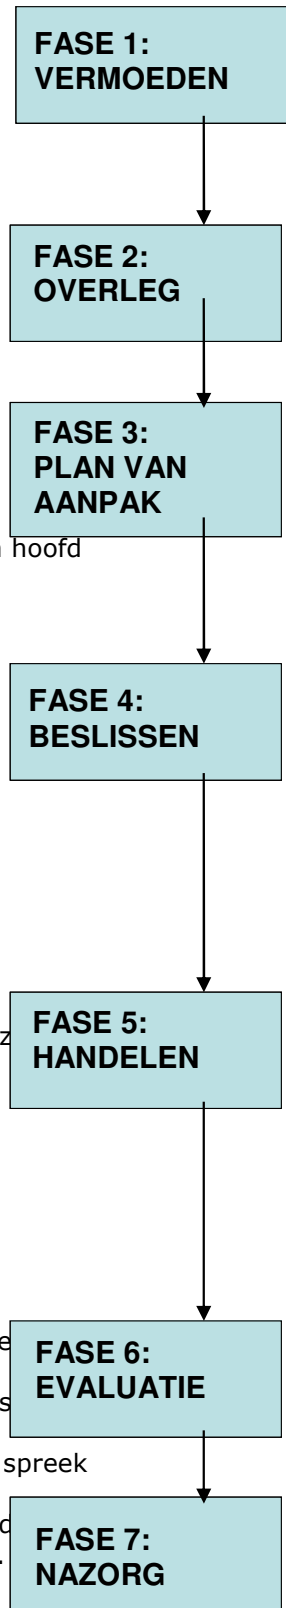 FASE 1:
VERMOEDEN
FASE 2:
OVERLEG
FASE 3:
PLAN VAN
AANPAK
hoofd
FASE 4:
BESLISSEN
FASE 5:
z
HANDELEN
e
FASE 6:
EVALUATIE
s
spreek
d
FASE 7:
.
NAZORG